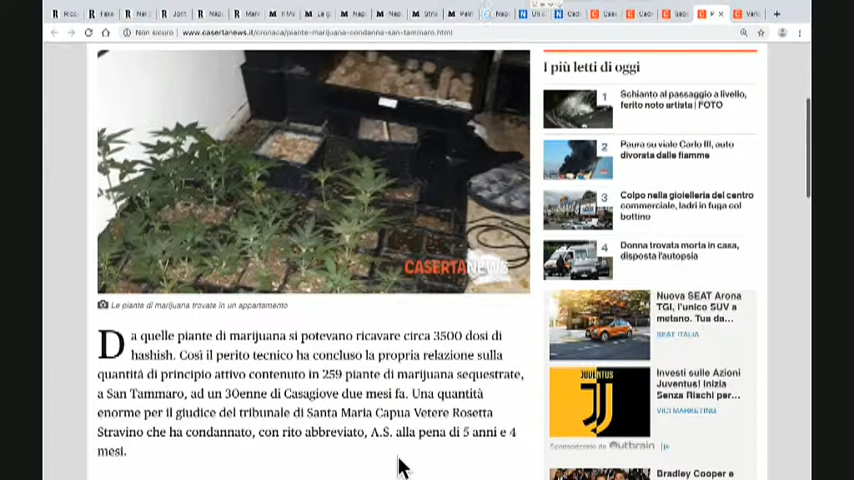 Non sicuro | www.casertanews.it/cronaca/piante-marijuana-condanna-san-tammaro.html
CASERTANEWS
Le piante di marijuana trovate in un appartamento
Da quelle piante di marijuana si potevano ricavare circa 3500 dosi di
hashish. Così il perito tecnico ha concluso la propria relazione sulla
quantità di principio attivo contenuto in 259 piante di marijuana sequestrate,
a San Tammaro, ad un 30enne di Casagiove due mesi fa. Una quantità
enorme per il giudice del tribunale di Santa Maria Capua Vetere Rosetta
Stravino che ha condannato, con rito abbreviato, A.S. alla pena di 5 anni e 4
mesi.
I più letti di oggi
1
Schianto al passaggio a livello,
ferito noto artista | FOTO
2
Paura su viale Carlo III, auto
divorata dalle fiamme
3
Colpo nella gioielleria del centro
commerciale, ladri in fuga col
bottino
4
Donna trovata morta in casa,
disposta l'autopsia
Nuova SEAT Arona
TGI, l'unico SUV a
metano. Tua da...
SEAT ITALIA
JUVENTUS
Investi sulle Azioni
Juventus! Inizia
Senza Rischi per...
VICI MARKETING
Sponsorizzato da Outbrain
Bradley Cooper e